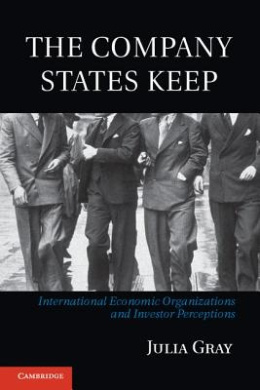 THE COMPANY
STATES KEEP
International Economic Organizations
and Investor Perceptions
CAMBRIDGE
JULIA GRAY